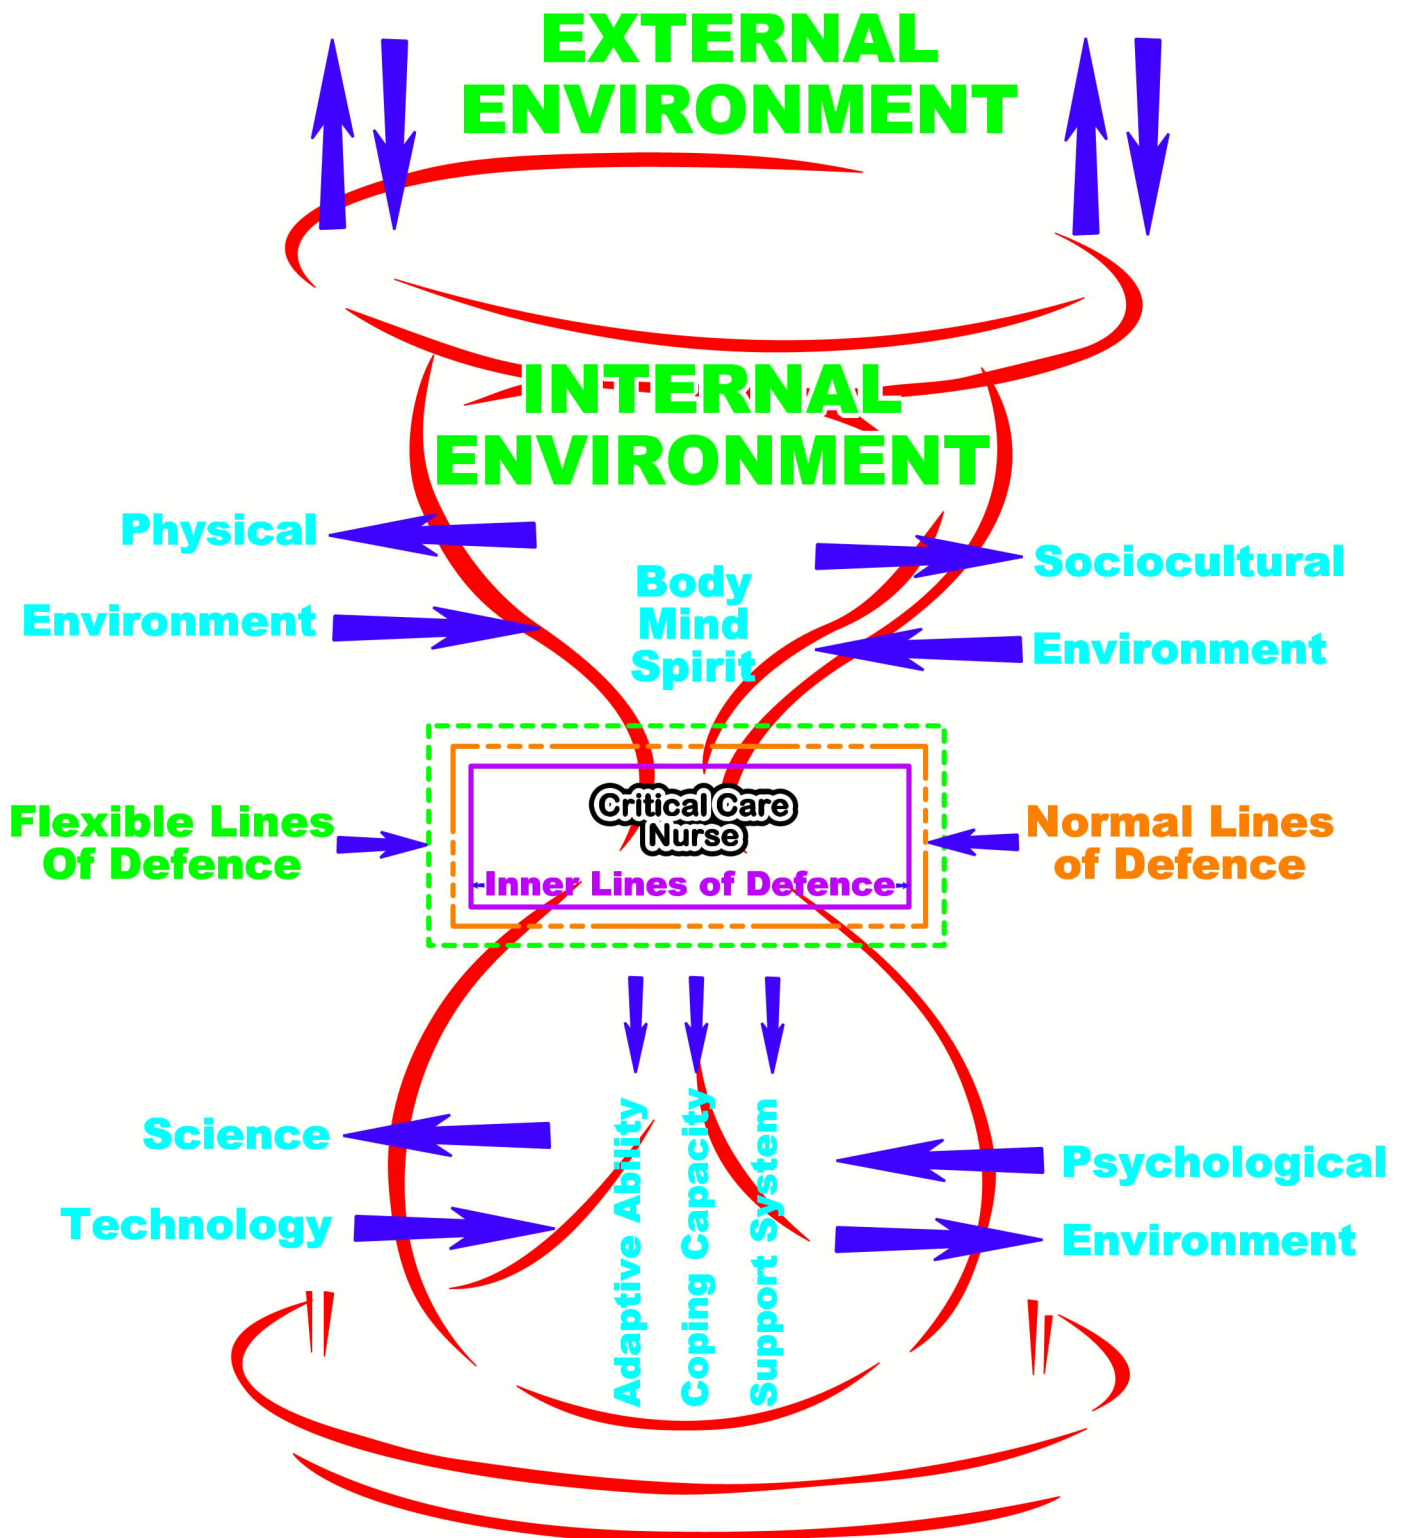 EXTERNAL
ENVIRONMENT
INTERNAL
ENVIRONMENT
Physical
Environment
Body
Mind
Spirit
Sociocultural
Environment
Flexible Lines
Of Defence
Critical Care
Nurse
Inner Lines of Defence
Normal Lines
of Defence
Science
Technology
Adaptive Ability
Coping Capacity
Support System
Psychological
Environment